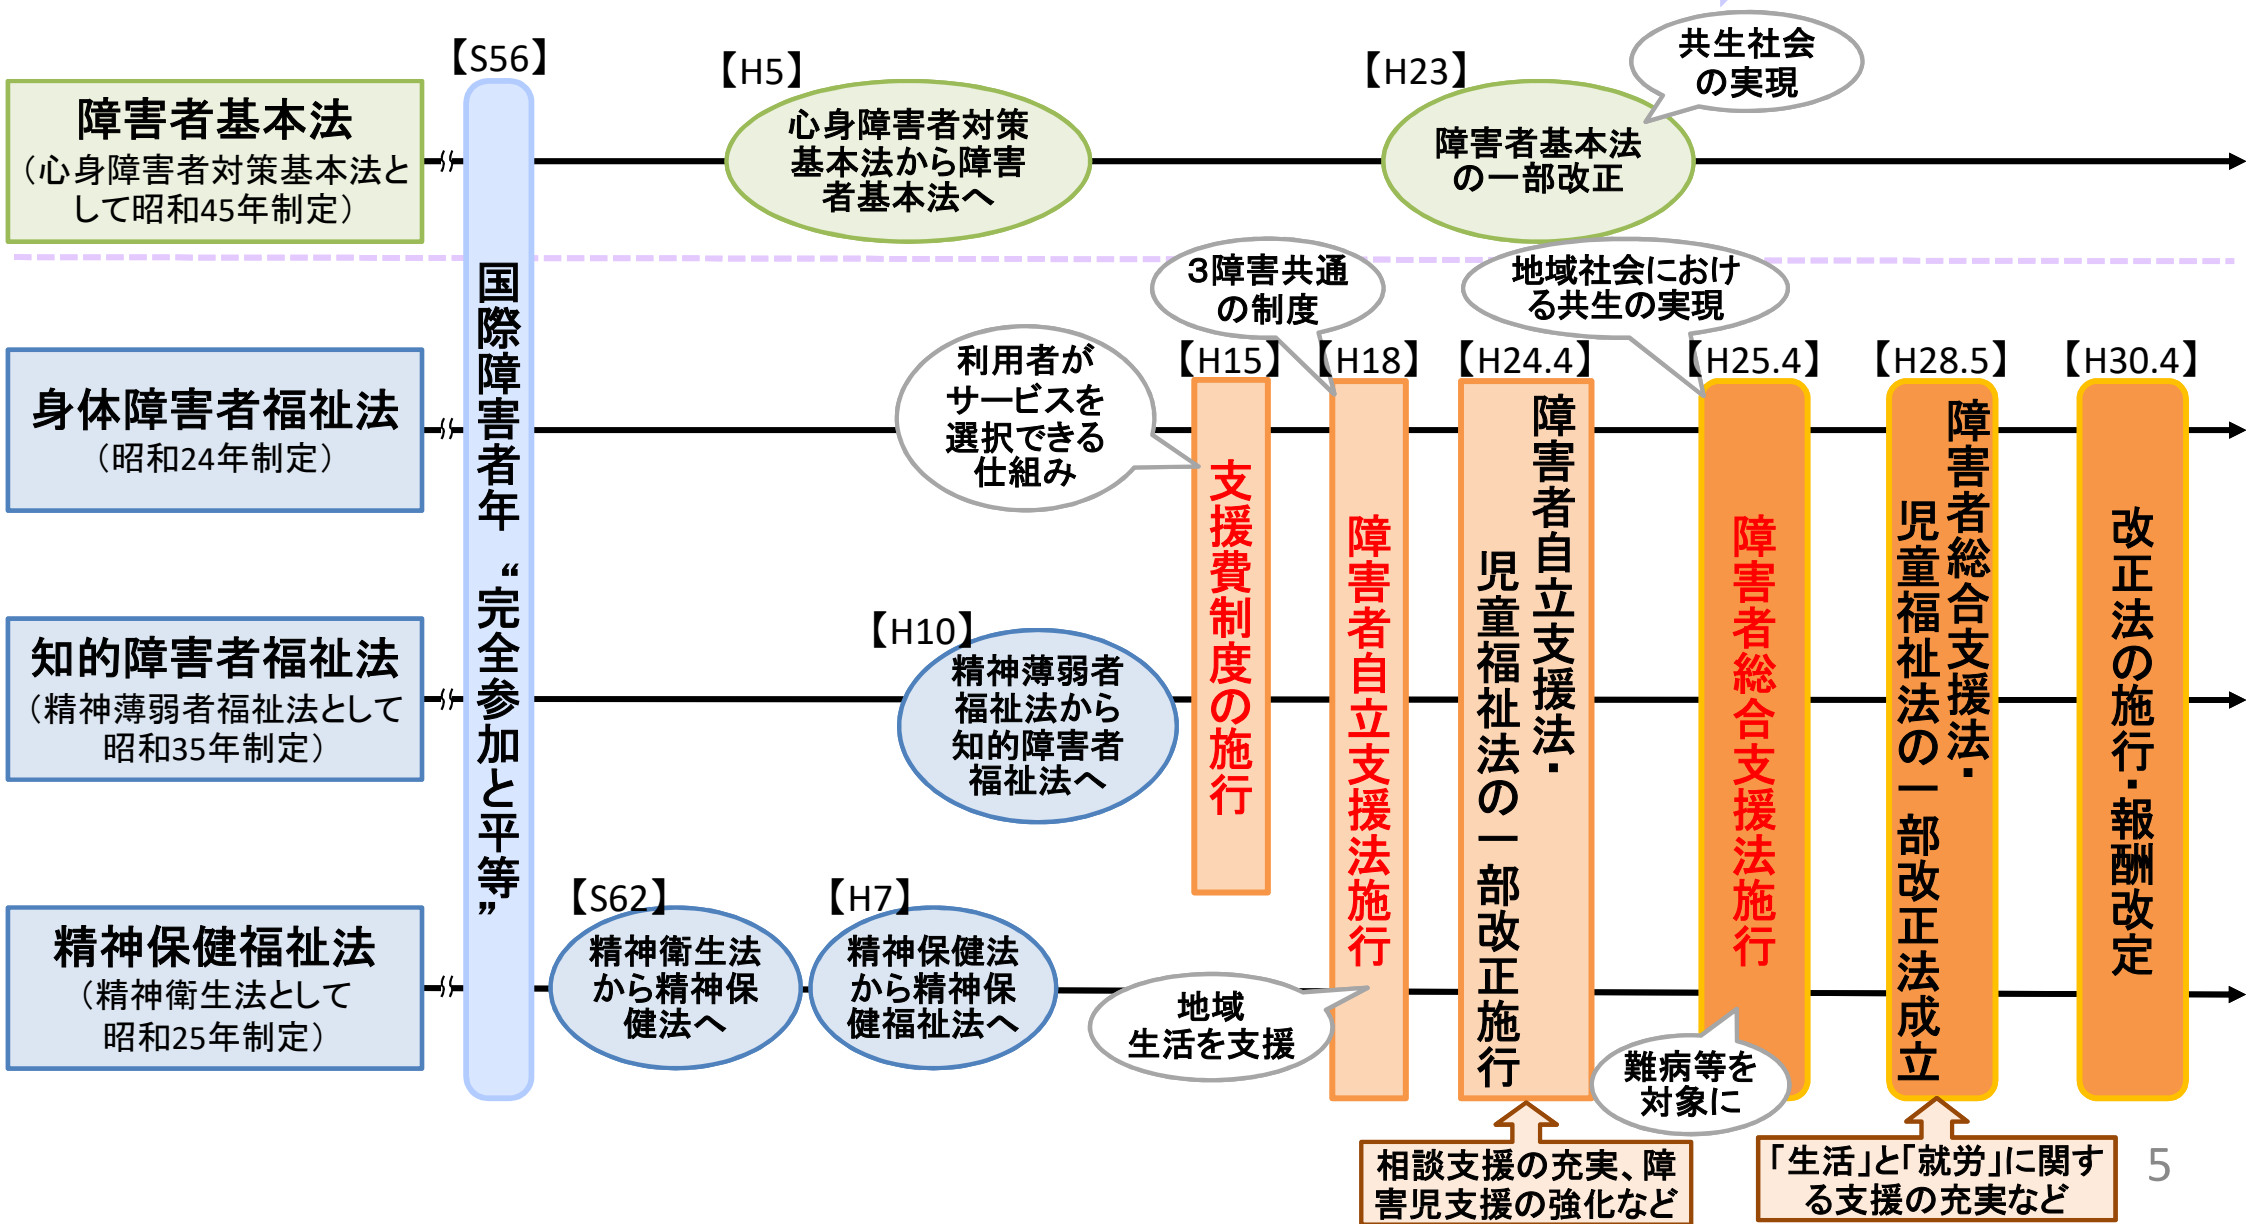 障害者基本法
（心身障害者対策基本法と
して昭和45年制定）
【S56】
国際障害者年 “完全参加と平等”
【H5】
心身障害者対策
基本法から障害
者基本法へ
【H23】
障害者基本法
の一部改正
共生社会
の実現
身体障害者福祉法
（昭和24年制定）
利用者が
サービスを
選択できる
仕組み
３障害共通
の制度
地域社会におけ
る共生の実現
【H15】
支援費制度の施行
【H18】
障害者自立支援法施行
【H24.4】
障害者自立支援法・
児童福祉法の一部改正施行
【H25.4】
障害者総合支援法施行
【H28.5】
障害者総合支援法・
児童福祉法の一部改正法成立
【H30.4】
改正法の施行・報酬改定
知的障害者福祉法
（精神薄弱者福祉法として
昭和35年制定）
【H10】
精神薄弱者
福祉法から
知的障害者
福祉法へ
精神保健福祉法
（精神衛生法として
昭和25年制定）
【S62】
精神衛生法
から精神保
健法へ
【H7】
精神保健法
から精神保
健福祉法へ
地域
生活を支援
難病等を
対象に
相談支援の充実、障
害児支援の強化など
「生活」と「就労」に関す
る支援の充実など
5